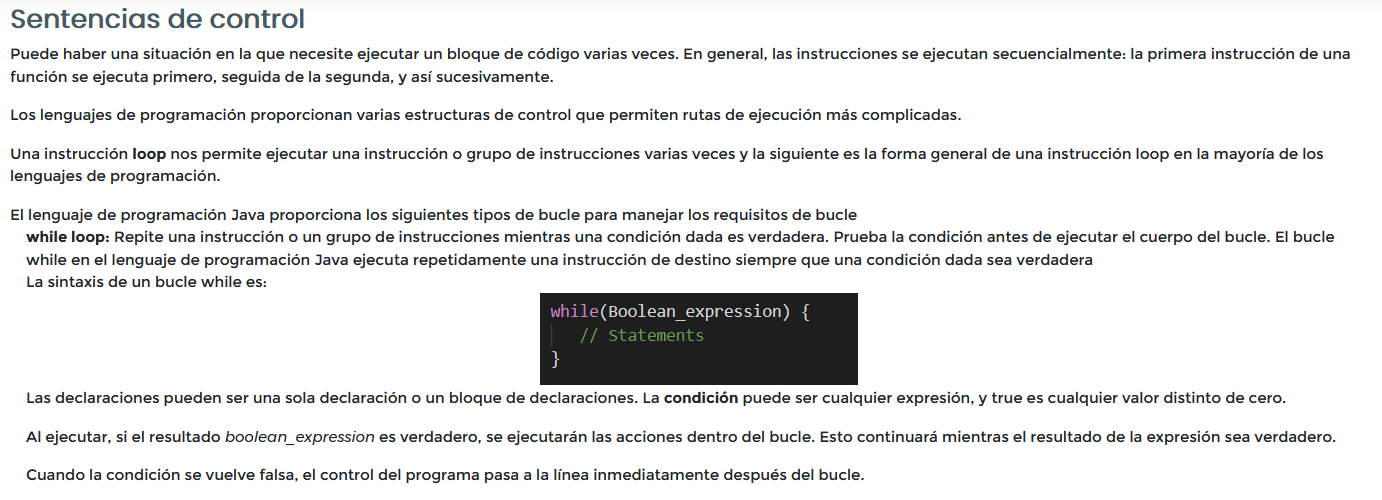 Sentencias de control
Puede haber una situación en la que necesite ejecutar un bloque de código varias veces. En general, las instrucciones se ejecutan secuencialmente: la primera instrucción de una
función se ejecuta primero, seguida de la segunda, y así sucesivamente.
Los lenguajes de programación proporcionan varias estructuras de control que permiten rutas de ejecución más complicadas.
Una instrucción loop nos permite ejecutar una instrucción o grupo de instrucciones varias veces y la siguiente es la forma general de una instrucción loop en la mayoría de los
lenguajes de programación.
El lenguaje de programación Java proporciona los siguientes tipos de bucle para manejar los requisitos de bucle
while loop: Repite una instrucción o un grupo de instrucciones mientras una condición dada es verdadera. Prueba la condición antes de ejecutar el cuerpo del bucle. El bucle
while en el lenguaje de programación Java ejecuta repetidamente una instrucción de destino siempre que una condición dada sea verdadera
La sintaxis de un bucle while es:
while(Boolean_expression) {
// Statements
}
Las declaraciones pueden ser una sola declaración o un bloque de declaraciones. La condición puede ser cualquier expresión, y true es cualquier valor distinto de cero.
Al ejecutar, si el resultado boolean_expression es verdadero, se ejecutarán las acciones dentro del bucle. Esto continuará mientras el resultado de la expresión sea verdadero.
Cuando la condición se vuelve falsa, el control del programa pasa a la línea inmediatamente después del bucle.